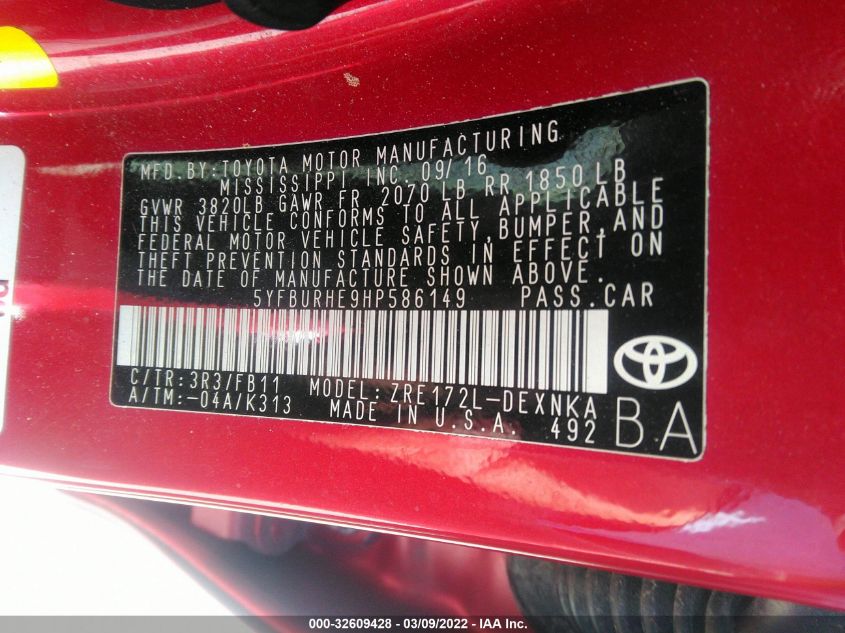 MFD. BY: TOYOTA MOTOR MANUFACTURING
MISSISSIPPI INC. 09/16
GVWR 3820LB GAWR FR 2070 LB RR 1850 LB
THIS VEHICLE CONFORMS TO ALL APPLICABLE
FEDERAL MOTOR VEHICLE SAFETY, BUMPER, AND
THEFT PREVENTION STANDARDS IN EFFECT ON
THE DATE OF MANUFACTURE SHOWN ABOVE.
5YFBURHE9HP586149 PASS.CAR
C/TR: 3R3/FB11 MODEL: ZRE172L-DEXNKA
A/TM: -04A/K313 MADE IN U.S.A. 492
BA
000-32609428 - 03/09/2022 - IAA Inc.